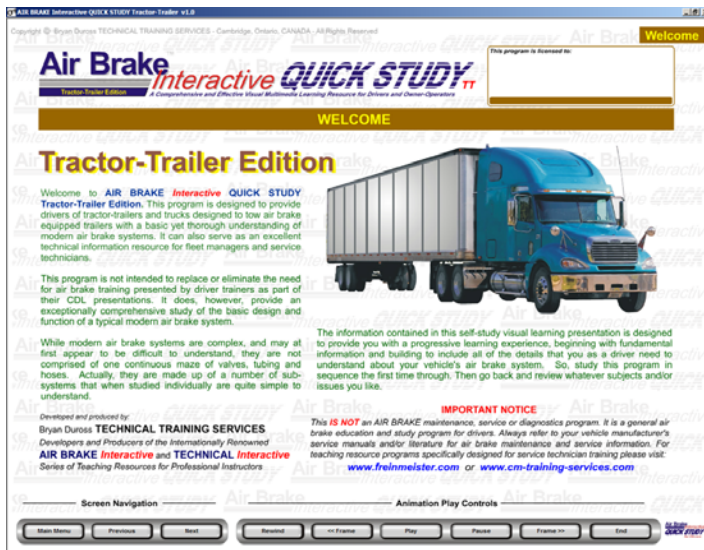 AIR BRAKE Interactive QUICK STUDY Tractor-Trailer v1.0
Copyright © Bryan Duross TECHNICAL TRAINING SERVICES - Cambridge, Ontario, CANADA - All Rights Reserved
Welcome
Air Brake
Interactive QUICK STUDY TT
Tractor-Trailer Edition
A Comprehensive and Effective Visual Multimedia Learning Resource for Drivers and Owner-Operators
This program is licensed to:
WELCOME
Tractor-Trailer Edition
Welcome to AIR BRAKE Interactive QUICK STUDY
Tractor-Trailer Edition. This program is designed to provide
drivers of tractor-trailers and trucks designed to tow air brake
equipped trailers with a basic yet thorough understanding of
modern air brake systems. It can also serve as an excellent
technical information resource for fleet managers and service
technicians.
This program is not intended to replace or eliminate the need
for air brake training presented by driver trainers as part of
their CDL presentations. It does, however, provide an
exceptionally comprehensive study of the basic design and
function of a typical modern air brake system.
While modern air brake systems are complex, and may at
first appear to be difficult to understand, they are not
comprised of one continuous maze of valves, tubing and
hoses. Actually, they are made up of a number of sub-
systems that when studied individually are quite simple to
understand.
Developed and produced by:
Bryan Duross TECHNICAL TRAINING SERVICES
Developers and Producers of the Internationally Renowned
AIR BRAKE Interactive and TECHNICAL Interactive
Series of Teaching Resources for Professional Instructors
The information contained in this self-study visual learning presentation is designed
to provide you with a progressive learning experience, beginning with fundamental
information and building to include all of the details that you as a driver need to
understand about your vehicle's air brake system. So, study this program in
sequence the first time through. Then go back and review whatever subjects and/or
issues you like.
IMPORTANT NOTICE
This IS NOT an AIR BRAKE maintenance, service or diagnostics program. It is a general air
brake education and study program for drivers. Always refer to your vehicle manufacturer's
service manuals and/or literature for air brake maintenance and service information. For
teaching resource programs specifically designed for service technician training please visit:
www.freinmeister.com or www.cm-training-services.com
Screen Navigation
Animation Play Controls
Main Menu Previous Next Rewind << Frame Play Pause Frame >> End
Air Brake
QUICK STUDY